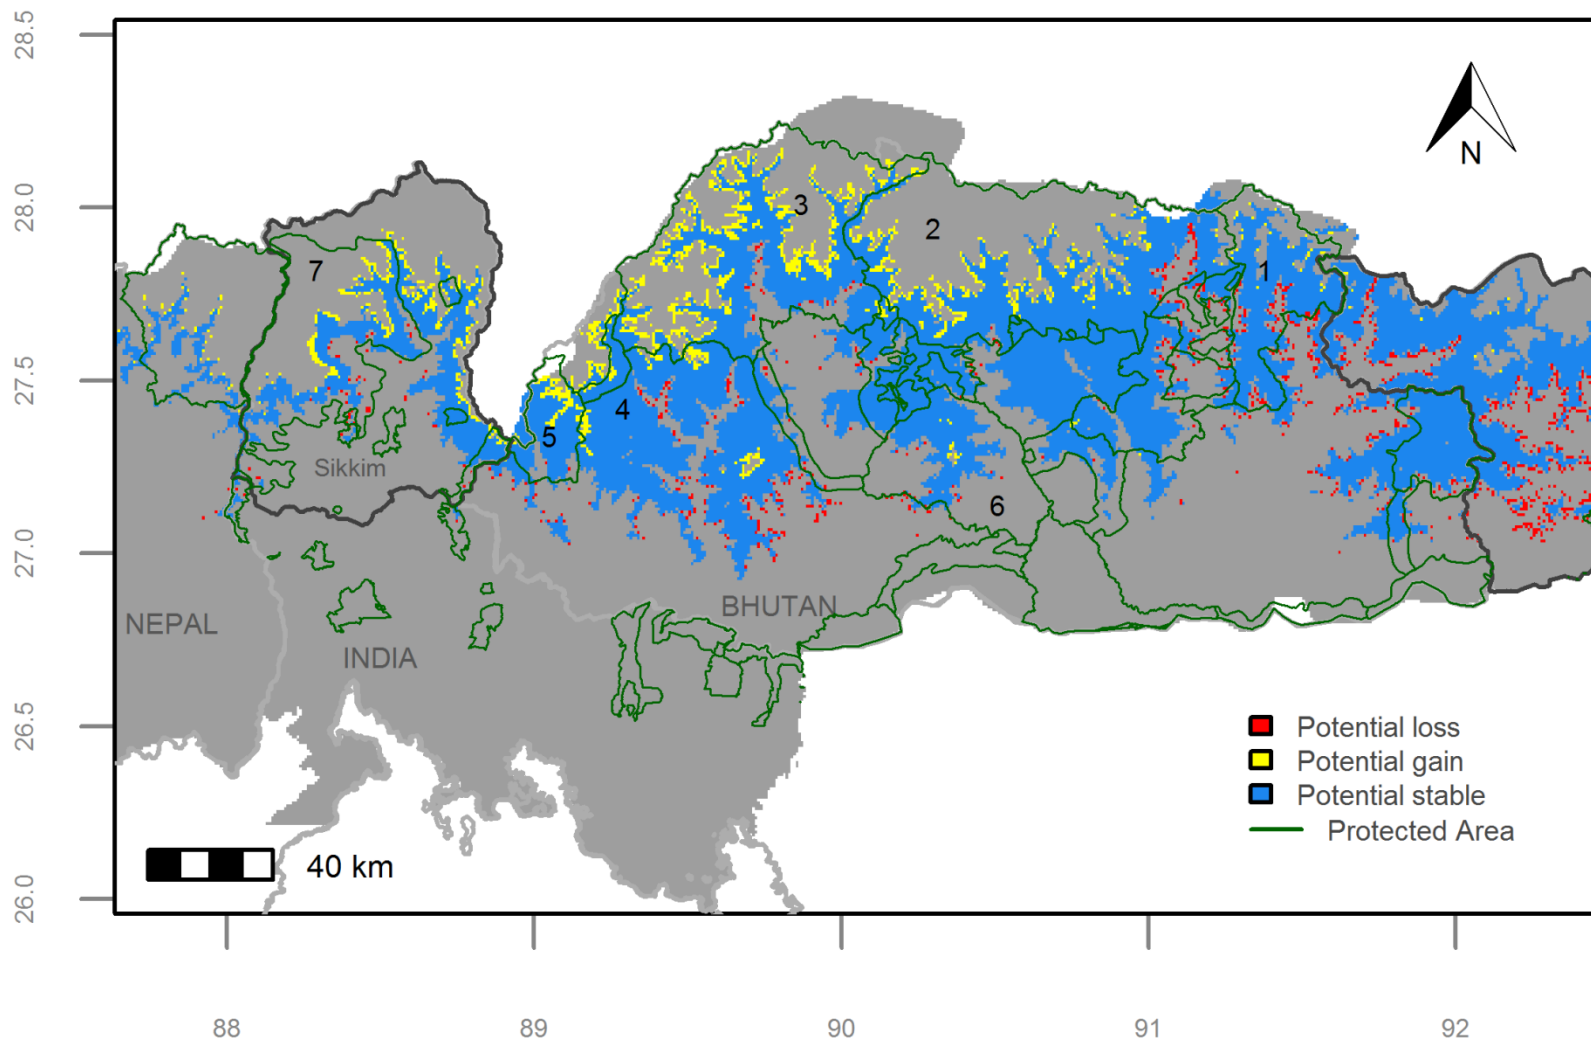 28.5
28.0
27.5
27.0
26.5
26.0
N
3
2
1
7
4
5
Sikkim
6
BHUTAN
NEPAL
INDIA
Potential loss
Potential gain
Potential stable
Protected Area
40 km
88
89
90
91
92